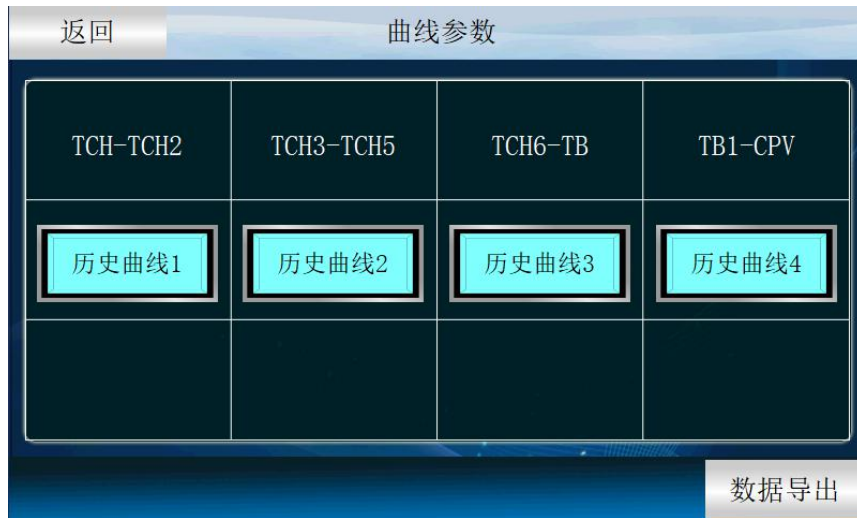 返回
曲线参数
TCH-TCH2
TCH3-TCH5
TCH6-TB
TB1-CPV
历史曲线1
历史曲线2
历史曲线3
历史曲线4
数据导出